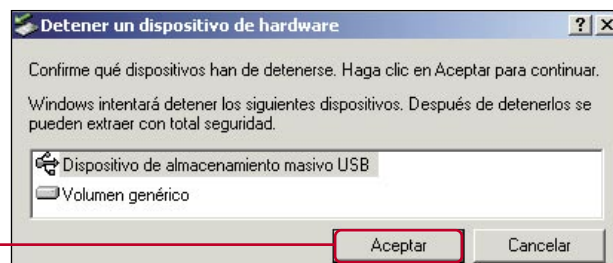 Detener un dispositivo de hardware
Confirme qué dispositivos han de detenerse. Haga clic en Aceptar para continuar.
Windows intentará detener los siguientes dispositivos. Después de detenerlos se
pueden extraer con total seguridad.
Dispositivo de almacenamiento masivo USB
Volumen genérico
Aceptar Cancelar